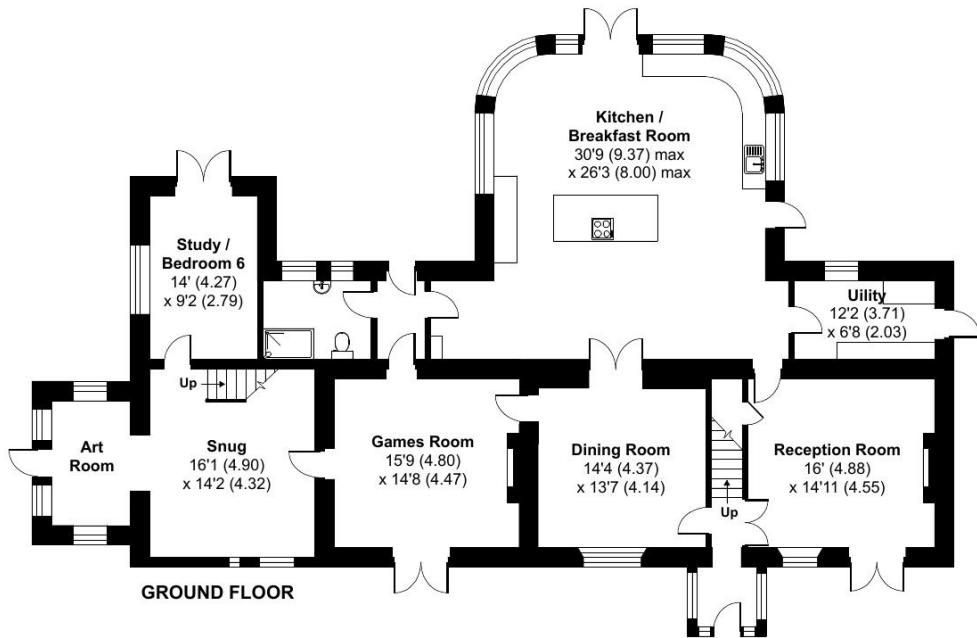 Kitchen /
Breakfast Room
30'9 (9.37) max
x 26'3 (8.00) max
Study /
Bedroom 6
14' (4.27)
x 9'2 (2.79)
Uility
12'2 (3.71)
x 6'8 (2.03)
Up
Art
Room
Snug
16'1 (4.90)
x 14'2 (4.32)
Games Room
15'9 (4.80)
x 14'8 (4.47)
Dining Room
14'4 (4.37)
x 13'7 (4.14)
Up
Reception Room
16' (4.88)
x 14'11 (4.55)
GROUND FLOOR